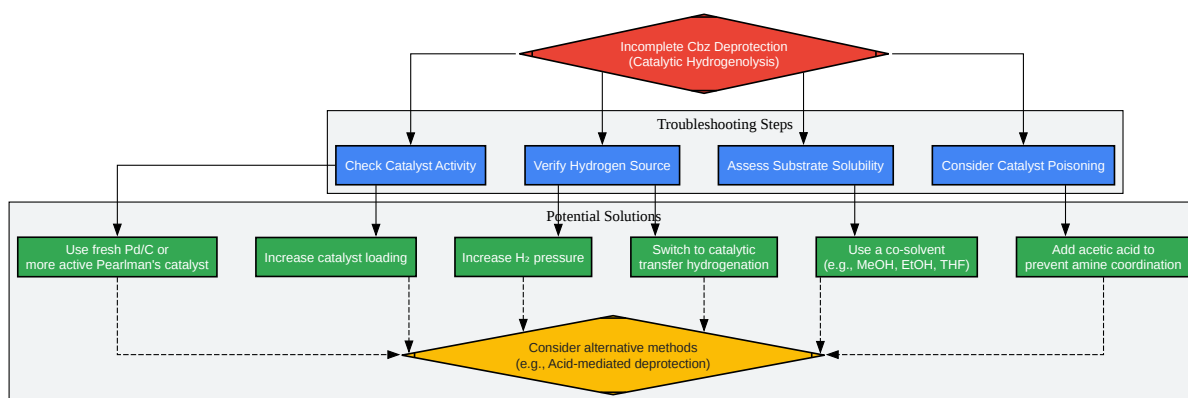 Incomplete Cbz Deprotection
(Catalytic Hydrogenolysis)
Troubleshooting Steps
Check Catalyst Activity
Verify Hydrogen Source
Assess Substrate Solubility
Consider Catalyst Poisoning
Potential Solutions
Use fresh Pd/C or
more active Pearlman's catalyst
Increase catalyst loading
Increase H₂ pressure
Switch to catalytic
transfer hydrogenation
Use a co-solvent
(e.g., MeOH, EtOH, THF)
Add acetic acid to
prevent amine coordination
Consider alternative methods
(e.g., Acid-mediated deprotection)